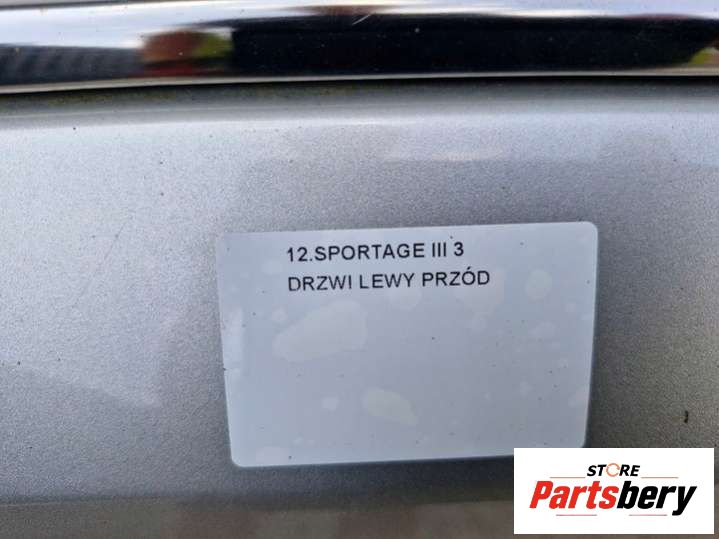 12.SPORTAGE III 3
DRZWI LEWY PRZÓD
STORE
Partsbery